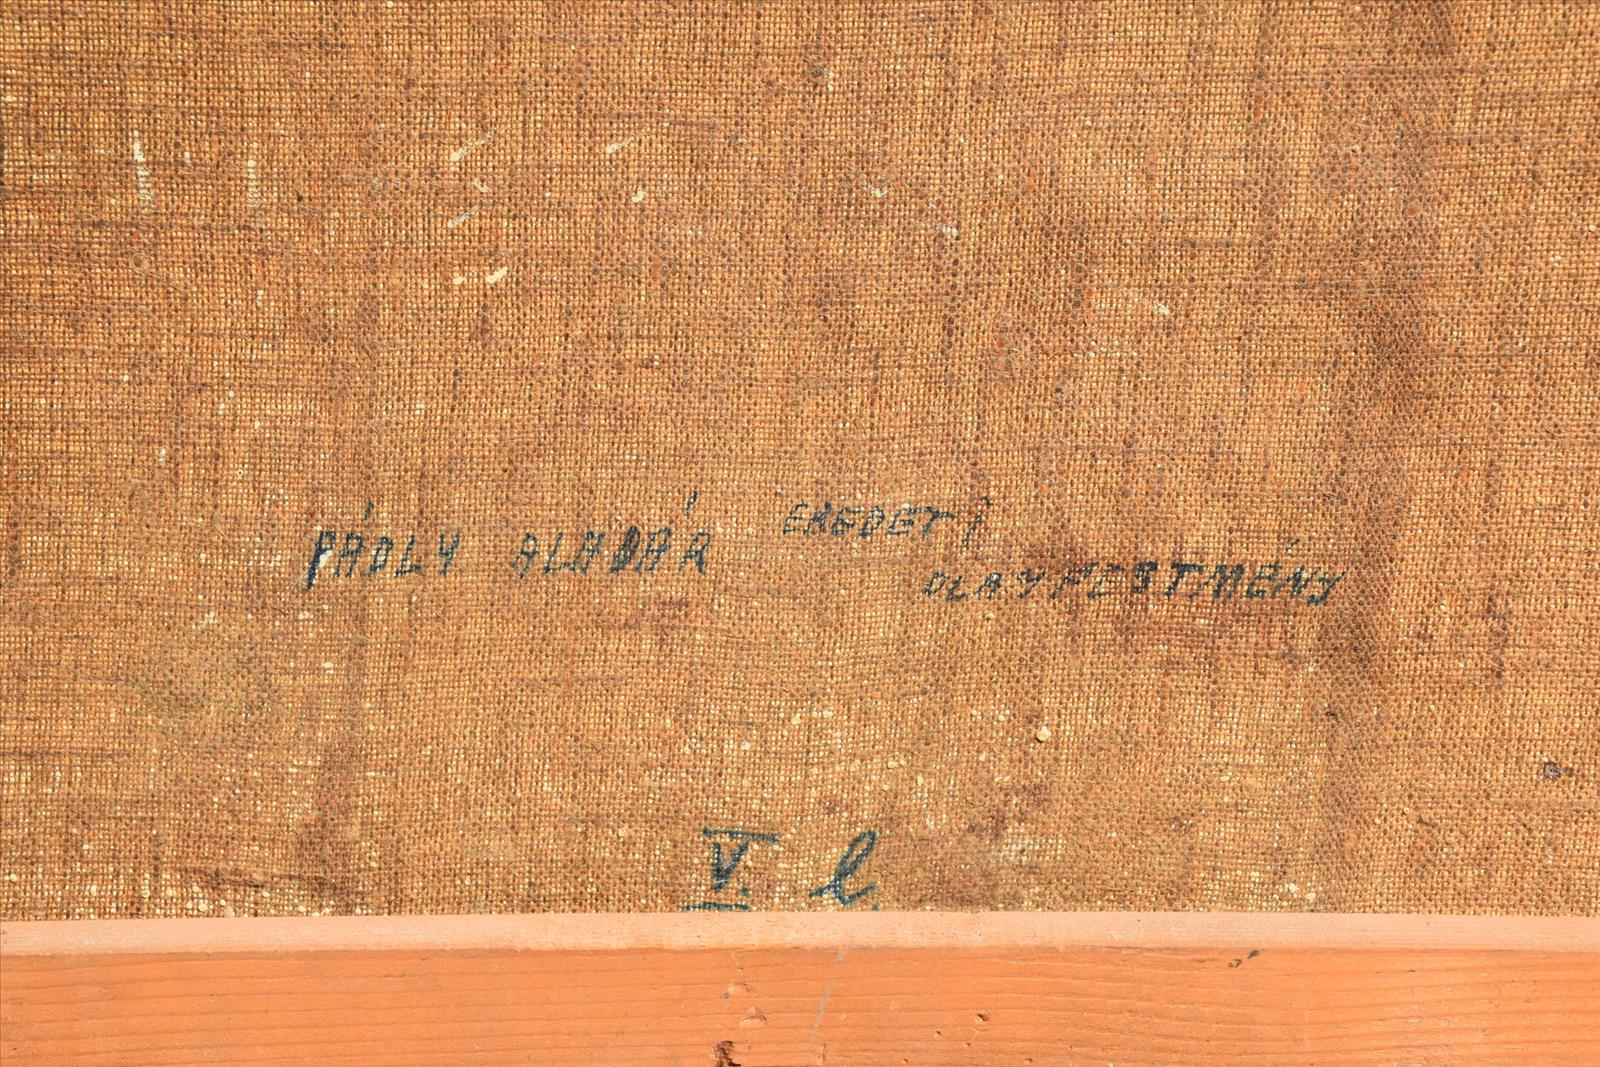 PÁDLY ALADÁR EREDETI
OLAYFESTMÉNY
V. l.